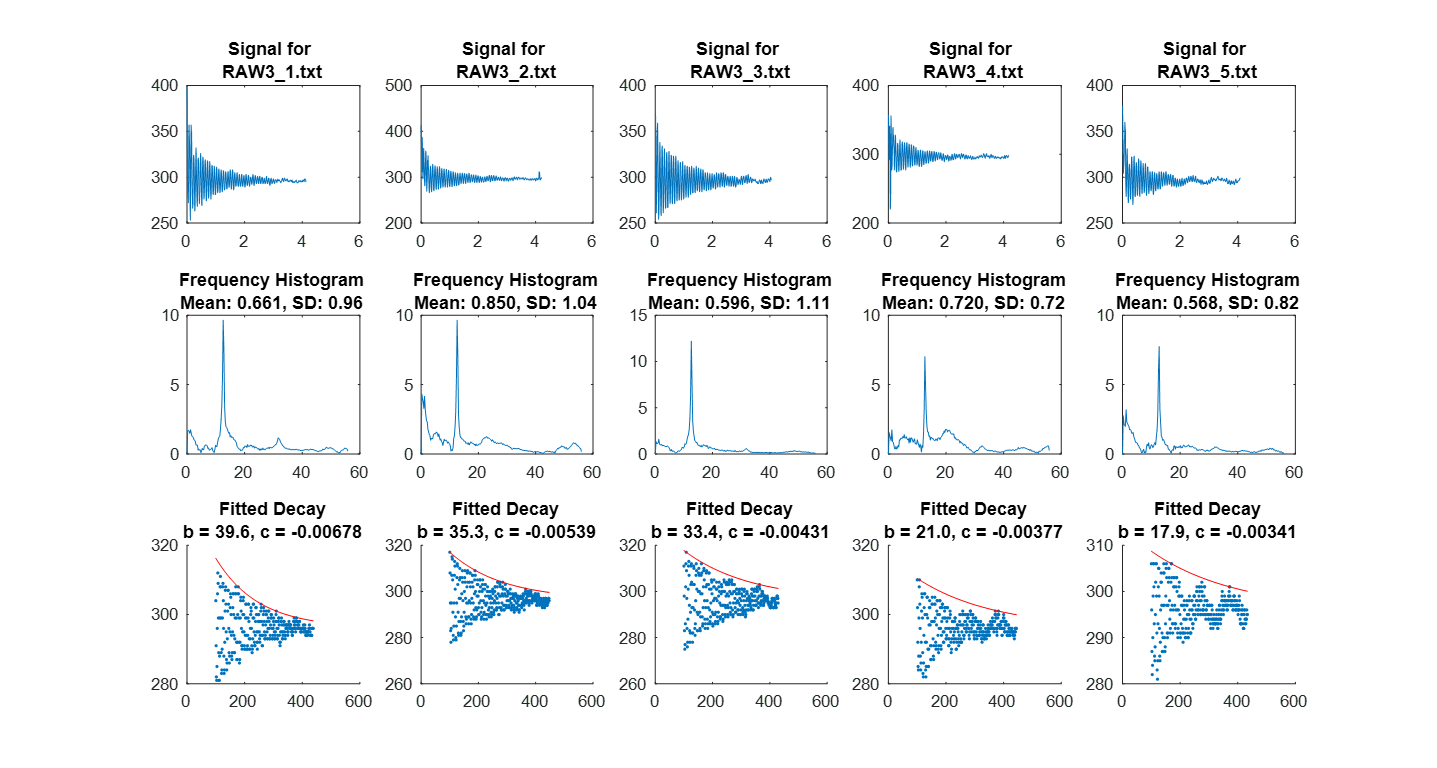 Signal for
RAW3_1.txt
Signal for
RAW3_2.txt
Signal for
RAW3_3.txt
Signal for
RAW3_4.txt
Signal for
RAW3_5.txt
400
350
300
250
0 2 4 6
500
400
300
200
0 2 4 6
400
350
300
250
0 2 4 6
400
300
200
0 2 4 6
400
350
300
250
0 2 4 6
Frequency Histogram
Mean: 0.661, SD: 0.96
Frequency Histogram
Mean: 0.850, SD: 1.04
Frequency Histogram
Mean: 0.596, SD: 1.11
Frequency Histogram
Mean: 0.720, SD: 0.72
Frequency Histogram
Mean: 0.568, SD: 0.82
10
5
0
0 20 40 60
10
5
0
0 20 40 60
15
10
5
0
0 20 40 60
10
5
0
0 20 40 60
10
5
0
0 20 40 60
Fitted Decay
b = 39.6, c = -0.00678
Fitted Decay
b = 35.3, c = -0.00539
Fitted Decay
b = 33.4, c = -0.00431
Fitted Decay
b = 21.0, c = -0.00377
Fitted Decay
b = 17.9, c = -0.00341
320
300
280
0 200 400 600
320
300
280
260
0 200 400 600
320
300
280
260
0 200 400 600
320
300
280
0 200 400 600
310
300
290
280
0 200 400 600